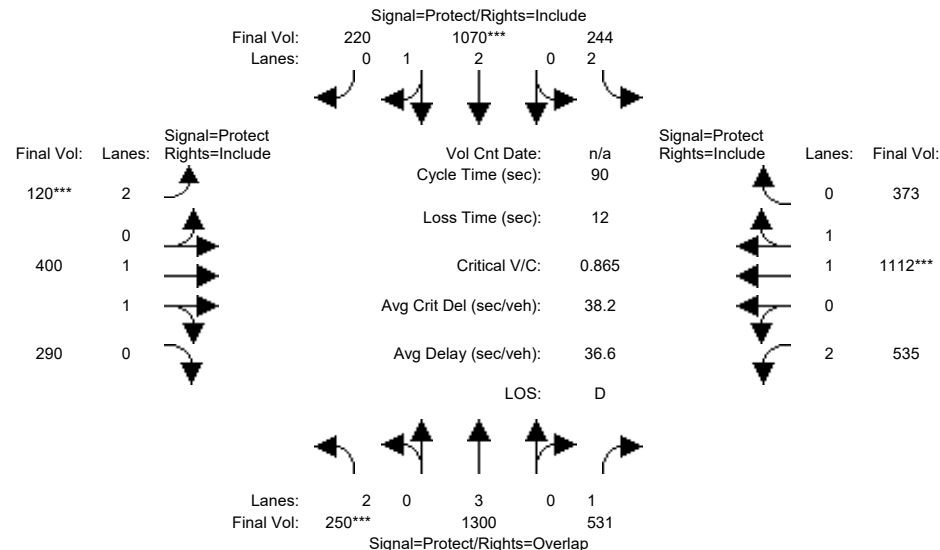 Signal=Protect/Rights=Include
Final Vol: 220 1070*** 244
Lanes: 0 1 2 0 2
Signal=Protect
Final Vol: Lanes: Rights=Include
Vol Cnt Date: n/a
Signal=Protect
Rights=Include Lanes: Final Vol:
Cycle Time (sec): 90
120*** 2
0 373
Loss Time (sec): 12
0
1
400 1
Critical V/C: 0.865
1 1112***
1
Avg Crit Del (sec/veh): 38.2
0
290 0
Avg Delay (sec/veh): 36.6
2 535
LOS: D
Lanes: 2 0 3 0 1
Final Vol: 250*** 1300 531
Signal=Protect/Rights=Overlap